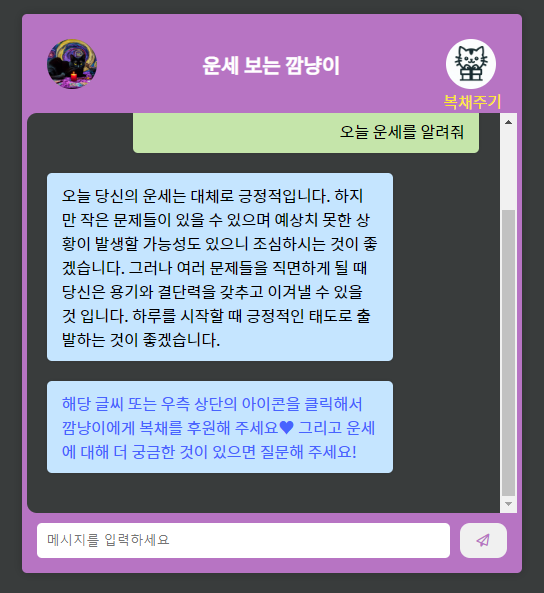 운세 보는 깜냥이
복채주기
오늘 운세를 알려줘
오늘 당신의 운세는 대체로 긍정적입니다. 하지
만 작은 문제들이 있을 수 있으며 예상치 못한 상
황이 발생할 가능성도 있으니 조심하시는 것이 좋
겠습니다. 그러나 여러 문제들을 직면하게 될 때
당신은 용기와 결단력을 갖추고 이겨낼 수 있을
것 입니다. 하루를 시작할 때 긍정적인 태도로 출
발하는 것이 좋겠습니다.
해당 글씨 또는 우측 상단의 아이콘을 클릭해서
깜냥이에게 복채를 후원해 주세요♥ 그리고 운세
에 대해 더 궁금한 것이 있으면 질문해 주세요!
메시지를 입력하세요